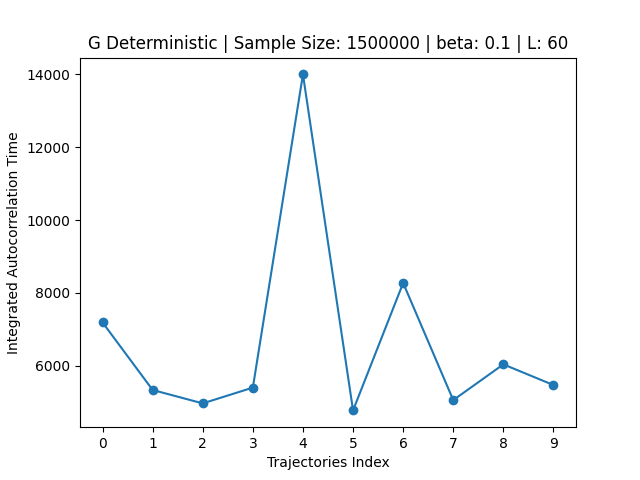 G Deterministic | Sample Size: 1500000 | beta: 0.1 | L: 60
14000
12000
10000
8000
6000
Integrated Autocorrelation Time
0 1 2 3 4 5 6 7 8 9
Trajectories Index